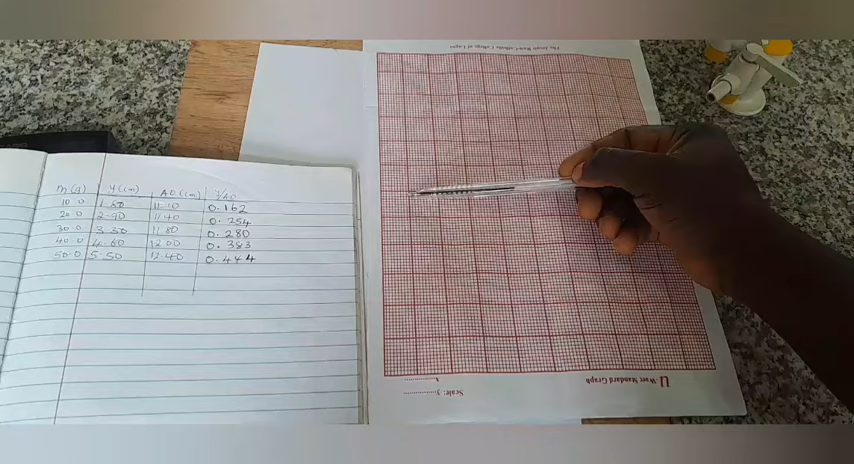 M (g) Y (cm) AD (cm) Y/AD
10.0 1.80 11.10 0.162
20.0 2.90 11.40 0.254
30.0 3.30 11.80 0.280
40.0 4.60 12.00 0.383
50.0 5.50 12.40 0.444
Scale: y:
x
Waec Standard Graph